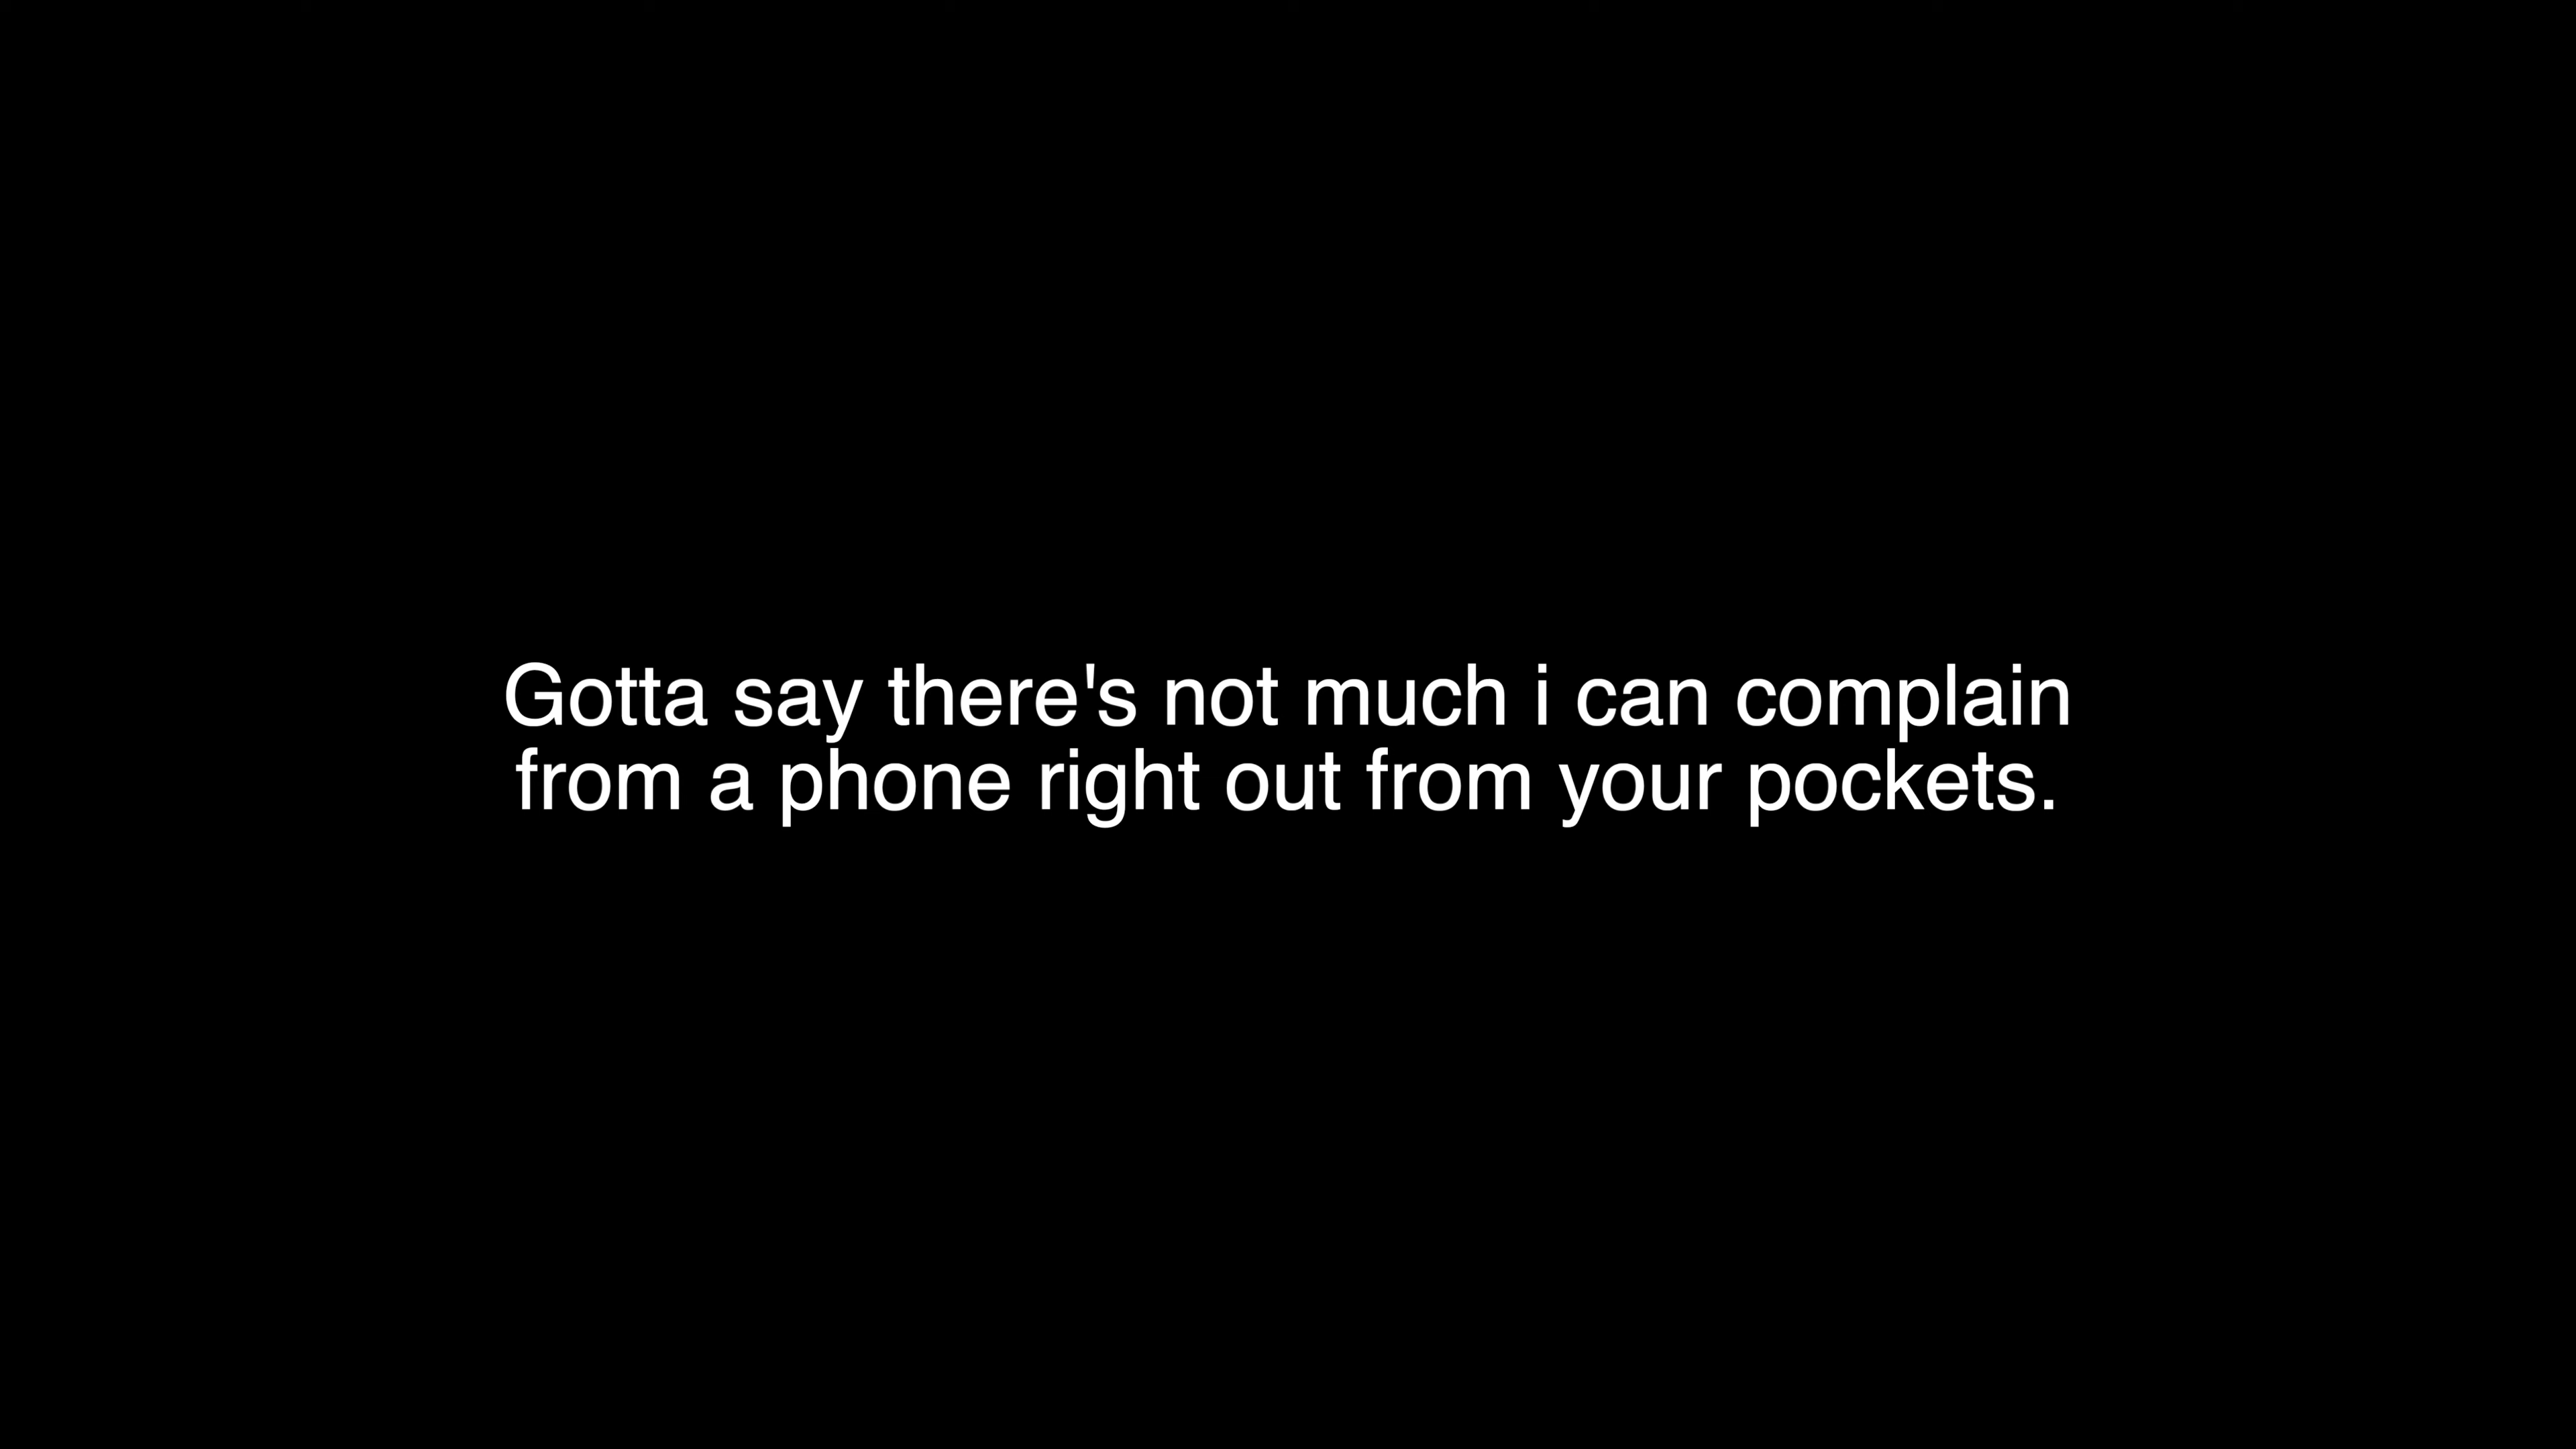 Gotta say there's not much i can complain
from a phone right out from your pockets.